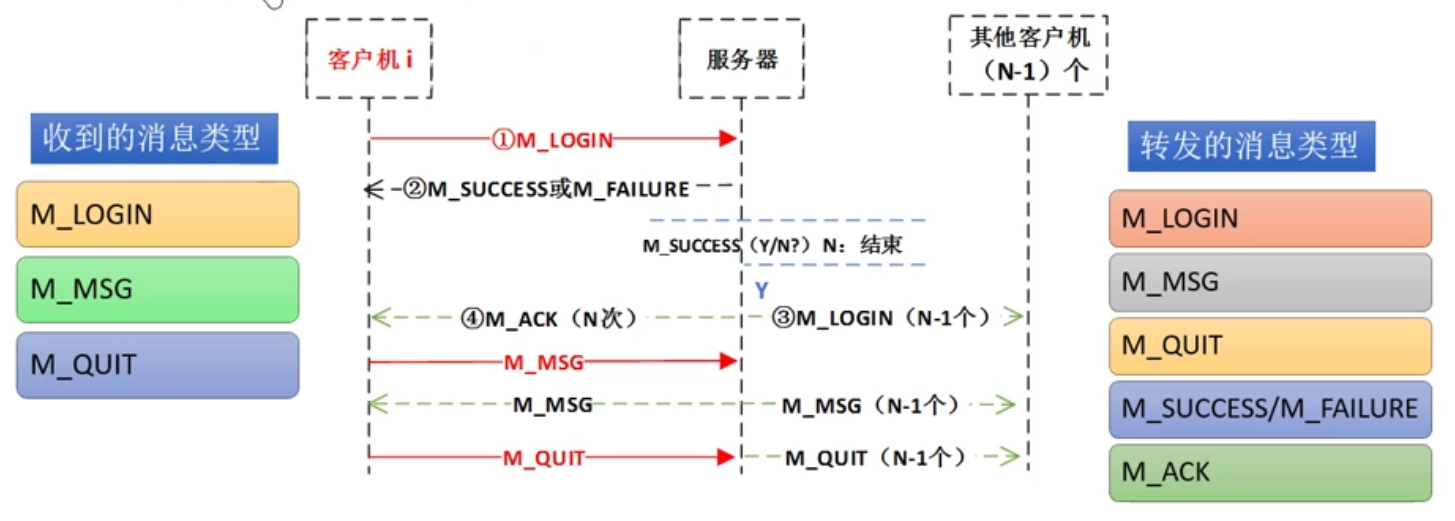 客户机 i
服务器
其他客户机
（N-1）个
收到的消息类型
M_LOGIN
M_MSG
M_QUIT
①M_LOGIN
②M_SUCCESS或M_FAILURE
M_SUCCESS（Y/N?）N：结束
Y
④M_ACK（N次）
③M_LOGIN（N-1个）
M_MSG
M_MSG
M_MSG（N-1个）
M_QUIT
M_QUIT（N-1个）
转发的消息类型
M_LOGIN
M_MSG
M_QUIT
M_SUCCESS/M_FAILURE
M_ACK